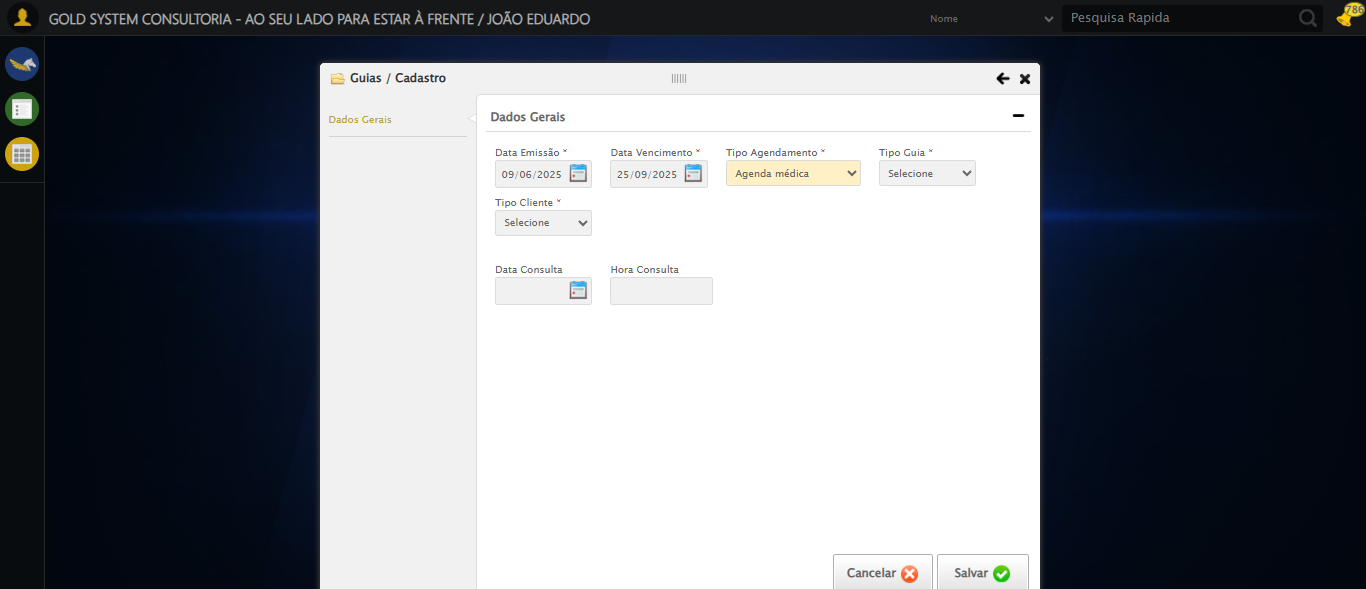 GOLD SYSTEM CONSULTORIA - AO SEU LADO PARA ESTAR À FRENTE / JOÃO EDUARDO
Nome
Pesquisa Rapida
786
Guias / Cadastro
Dados Gerais
Dados Gerais
Data Emissão * Data Vencimento * Tipo Agendamento * Tipo Guia *
09/06/2025 25/09/2025 Agenda médica Selecione
Tipo Cliente *
Selecione
Data Consulta Hora Consulta
Cancelar Salvar